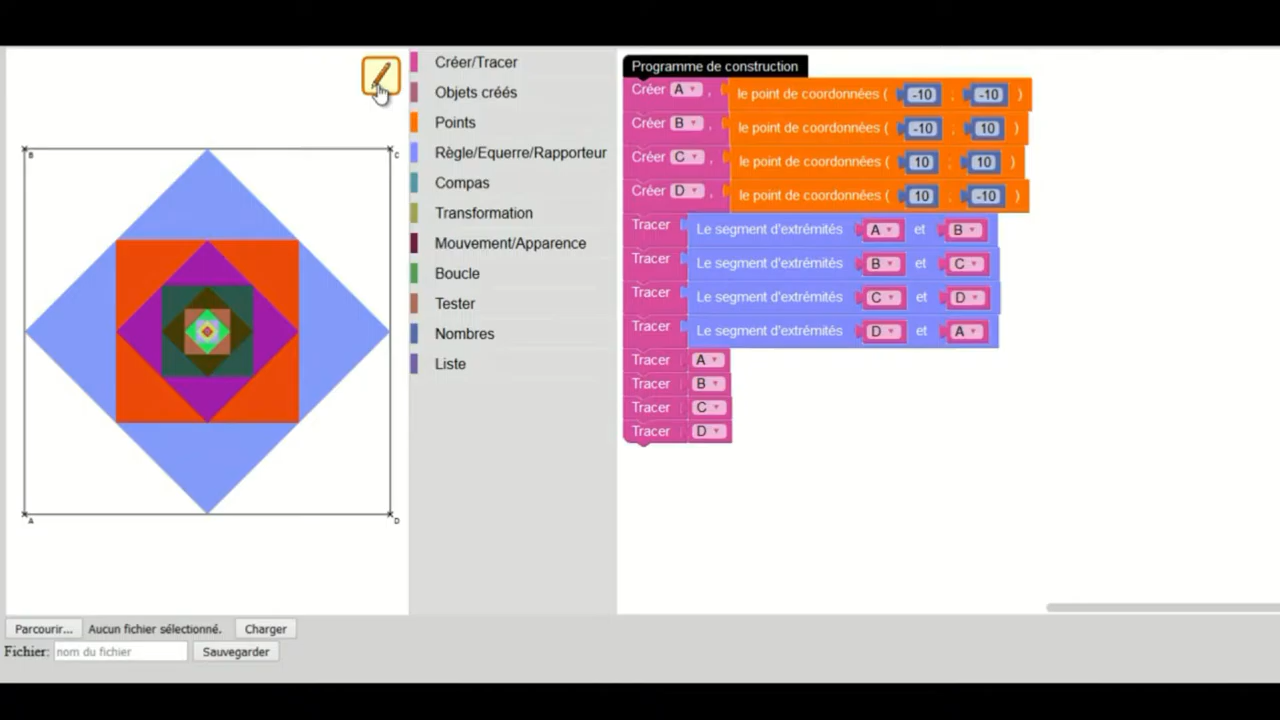 B
C
A
D
Créer/Tracer
Objets créés
Points
Règle/Equerre/Rapporteur
Compas
Transformation
Mouvement/Apparence
Boucle
Tester
Nombres
Liste
Programme de construction
Créer A , le point de coordonnées ( -10 ; -10 )
Créer B , le point de coordonnées ( -10 ; 10 )
Créer C , le point de coordonnées ( 10 ; 10 )
Créer D , le point de coordonnées ( 10 ; -10 )
Tracer Le segment d'extrémités A et B
Tracer Le segment d'extrémités B et C
Tracer Le segment d'extrémités C et D
Tracer Le segment d'extrémités D et A
Tracer A
Tracer B
Tracer C
Tracer D
Parcourir... Aucun fichier sélectionné. Charger
Fichier: nom du fichier Sauvegarder